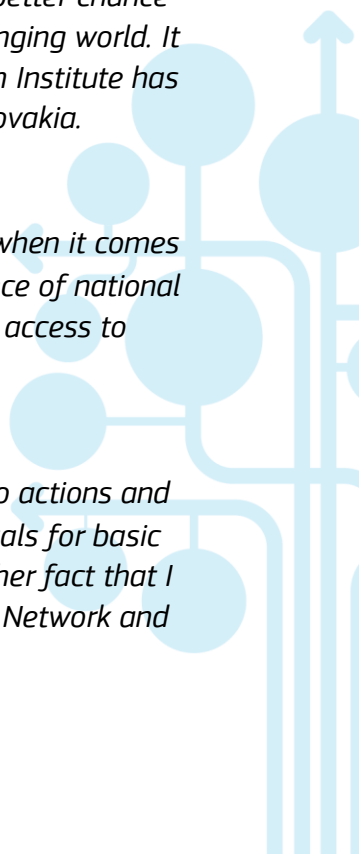 better chance
nging world. It
n Institute has
ovakia.
when it comes
ce of national
access to
o actions and
als for basic
ner fact that I
Network and